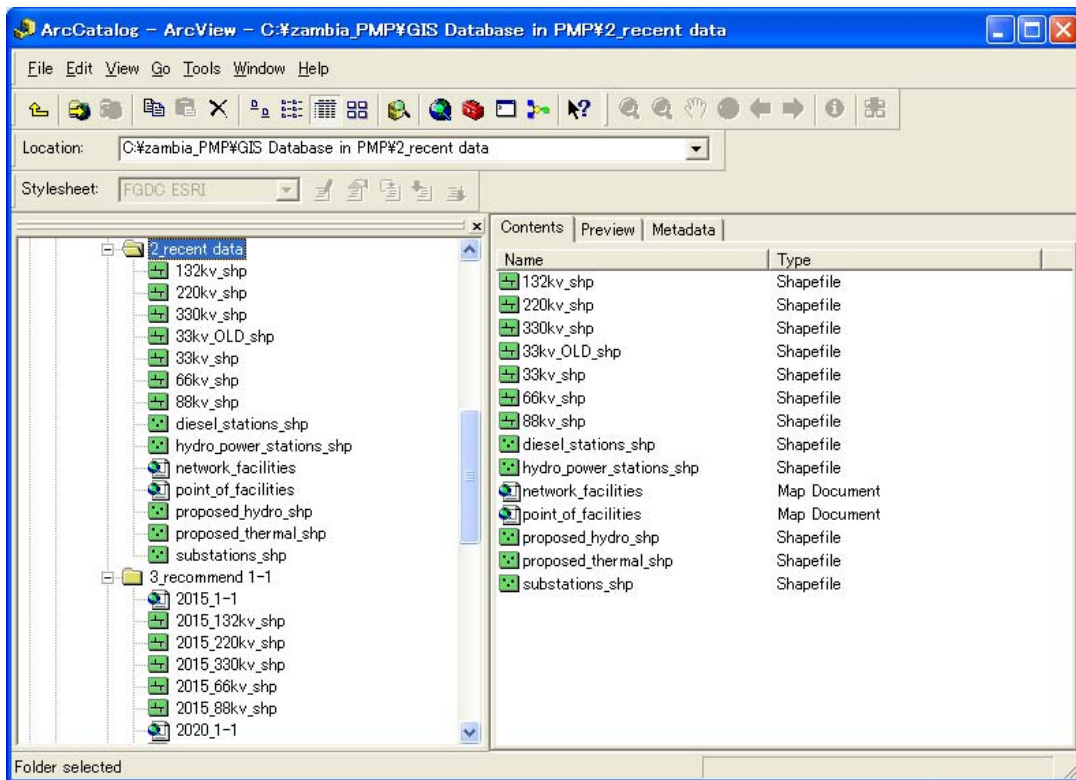 ArcCatalog - ArcView - C:¥zambia_PMP¥GIS Database in PMP¥2_recent data
File Edit View Go Tools Window Help
Location: C:¥zambia_PMP¥GIS Database in PMP¥2_recent data
Stylesheet: FGDC ESRI
2_recent data
132kv_shp
220kv_shp
330kv_shp
33kv_OLD_shp
33kv_shp
66kv_shp
88kv_shp
diesel_stations_shp
hydro_power_stations_shp
network_facilities
point_of_facilities
proposed_hydro_shp
proposed_thermal_shp
substations_shp
3_recommend 1-1
2015_1-1
2015_132kv_shp
2015_220kv_shp
2015_330kv_shp
2015_66kv_shp
2015_88kv_shp
2020_1-1
Contents Preview Metadata
Name Type
132kv_shp Shapefile
220kv_shp Shapefile
330kv_shp Shapefile
33kv_OLD_shp Shapefile
33kv_shp Shapefile
66kv_shp Shapefile
88kv_shp Shapefile
diesel_stations_shp Shapefile
hydro_power_stations_shp Shapefile
network_facilities Map Document
point_of_facilities Map Document
proposed_hydro_shp Shapefile
proposed_thermal_shp Shapefile
substations_shp Shapefile
Folder selected